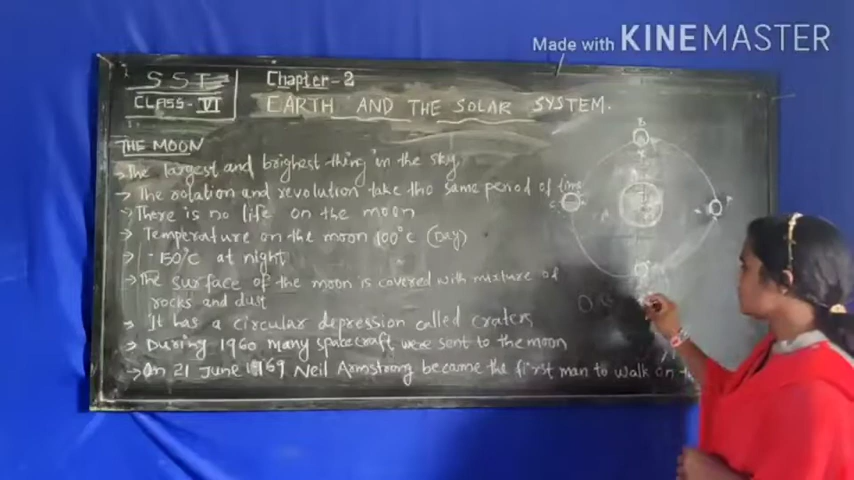 Made with KINEMASTER
SST
CLASS-VI
Chapter-2
EARTH AND THE SOLAR SYSTEM.
THE MOON
→ The largest and brighest thing in the sky,
→ The rotation and revolution take the same period of time
→ There is no life on the moon
→ Temperature on the moon 100°c (Day)
→ -150°C at night
→ The surface of the moon is covered with mixture of
rocks and dust
→ It has a circular depression called craters
→ During 1960 many spacecraft were sent to the moon
→ On 21 June 1969 Neil Armstrong became the first man to walk on
B